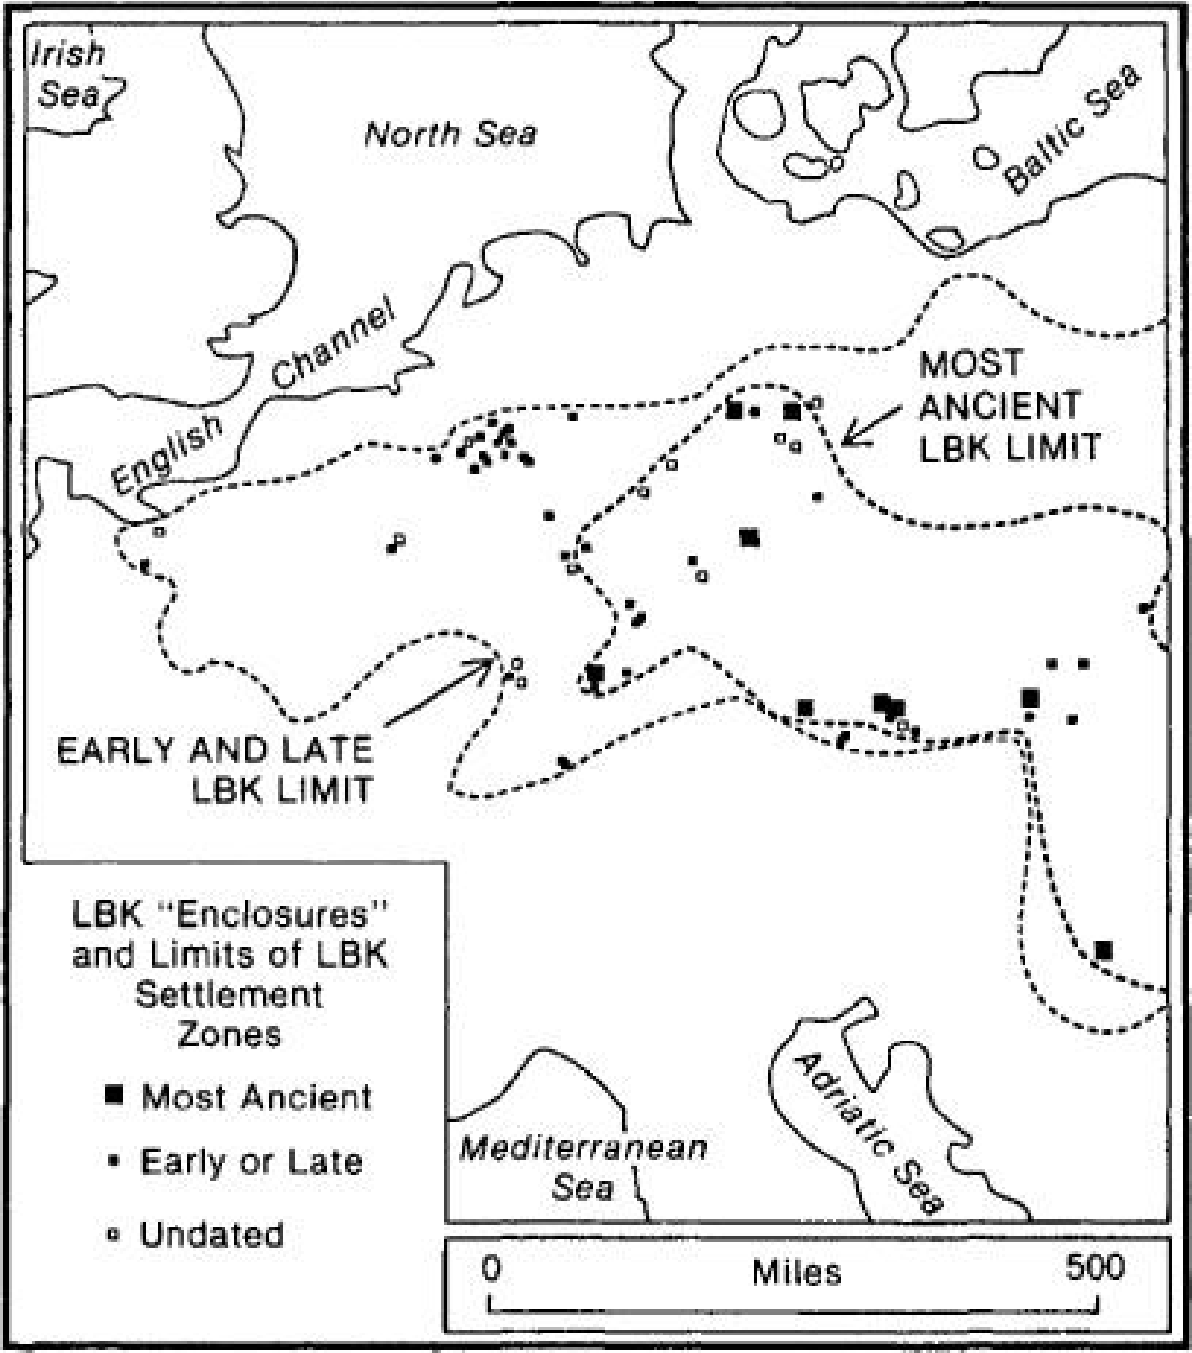 Irish
Sea
North Sea
Baltic Sea
English
Channel
MOST
ANCIENT
LBK LIMIT
EARLY AND LATE
LBK LIMIT
LBK "Enclosures"
and Limits of LBK
Settlement
Zones
Most Ancient
Early or Late
Undated
Mediterranean
Sea
Adriatic Sea
0 Miles 500